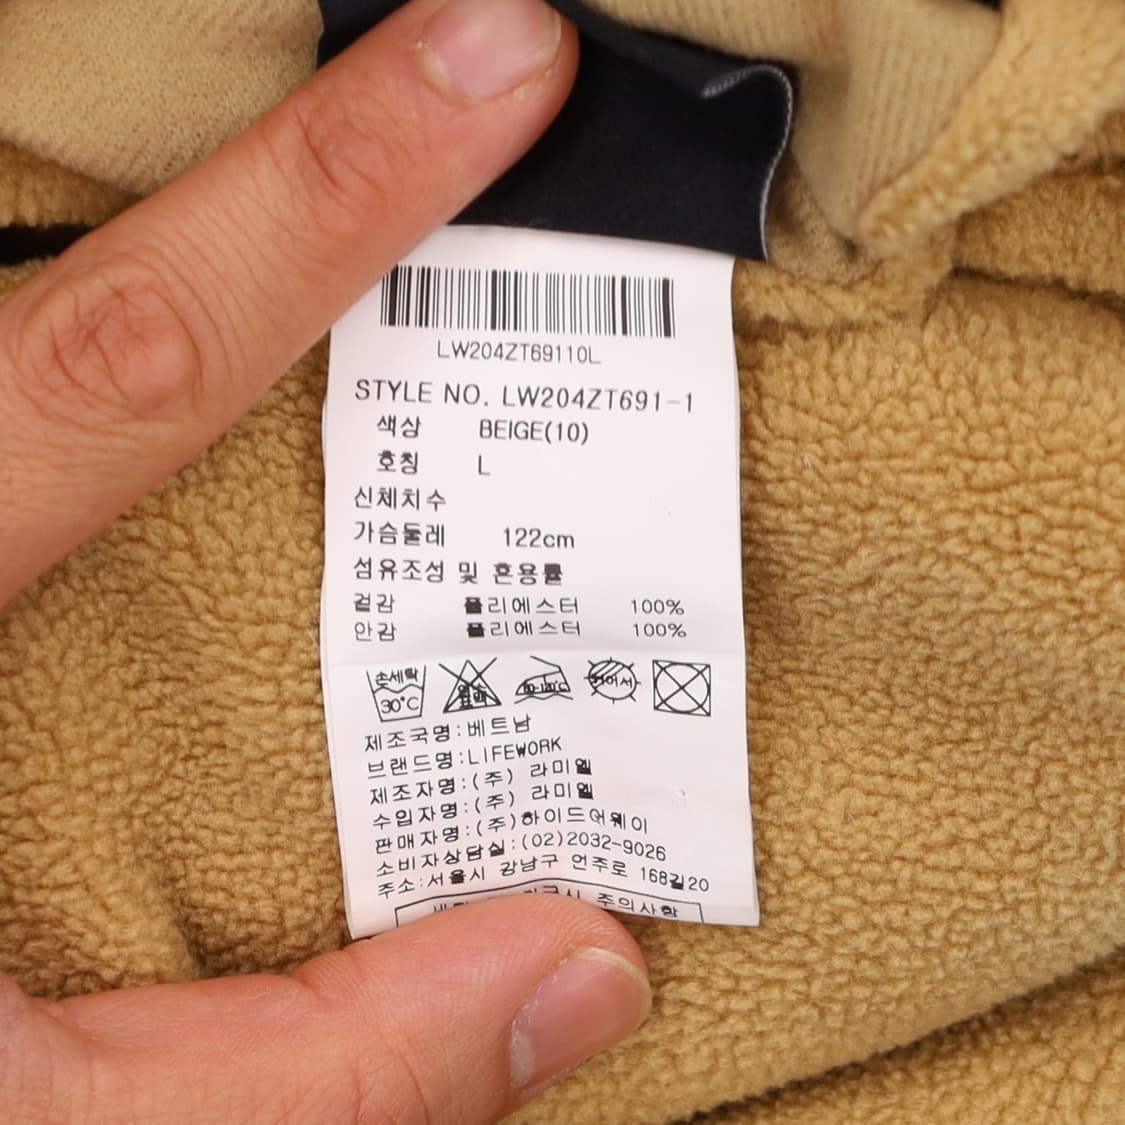 LW204ZT69110L
STYLE NO. LW204ZT691-1
색상 BEIGE(10)
호칭 L
신체치수
가슴둘레 122cm
섬유조성 및 혼용률
겉감 폴리에스터 100%
안감 폴리에스터 100%
손세탁 30°C
제조국명:베트남
브랜드명:LIFEWORK
제조자명:(주) 라미엘
수입자명:(주) 라미엘
판매자명:(주)하이드어웨이
소비자상담실:(02)2032-9026
주소:서울시 강남구 언주로 168길20
주의사항